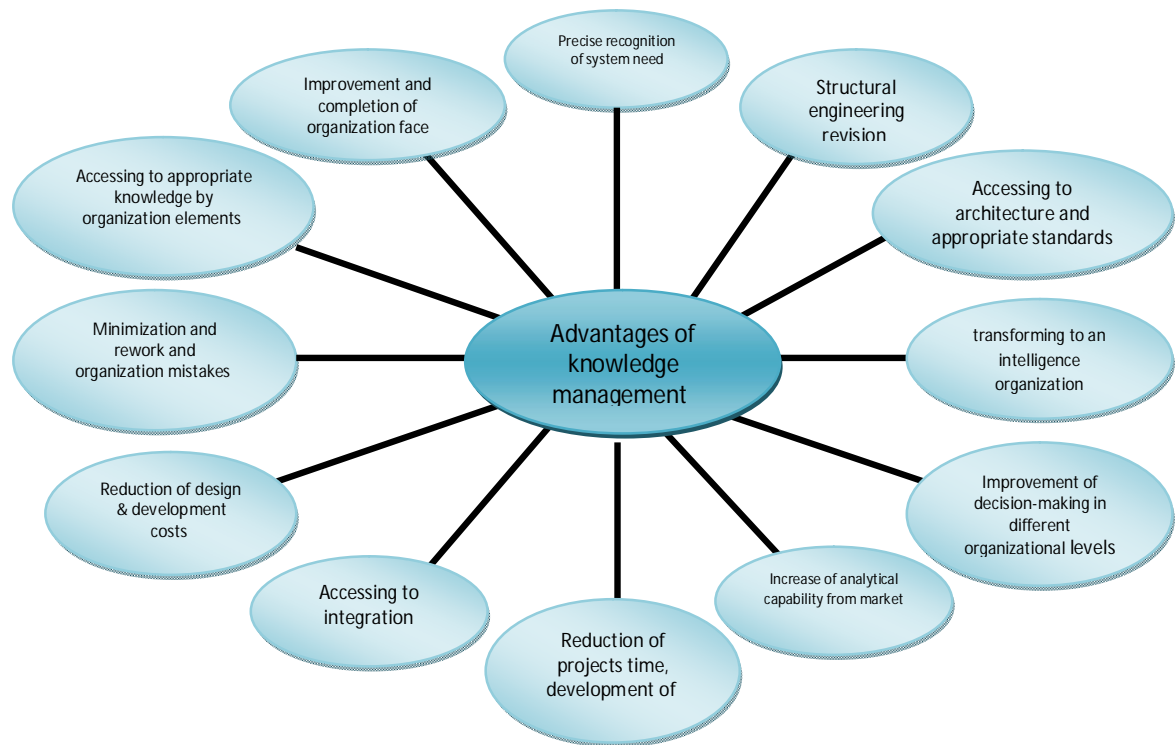 Precise recognition
of system need
Structural
engineering
revision
Accessing to
architecture and
appropriate standards
transforming to an
intelligence
organization
Improvement of
decision-making in
different
organizational levels
Increase of analytical
capability from market
Reduction of
projects time,
development of
Accessing to
integration
Reduction of design
& development
costs
Minimization and
rework and
organization mistakes
Accessing to appropriate
knowledge by
organization elements
Improvement and
completion of
organization face
Advantages of
knowledge
management